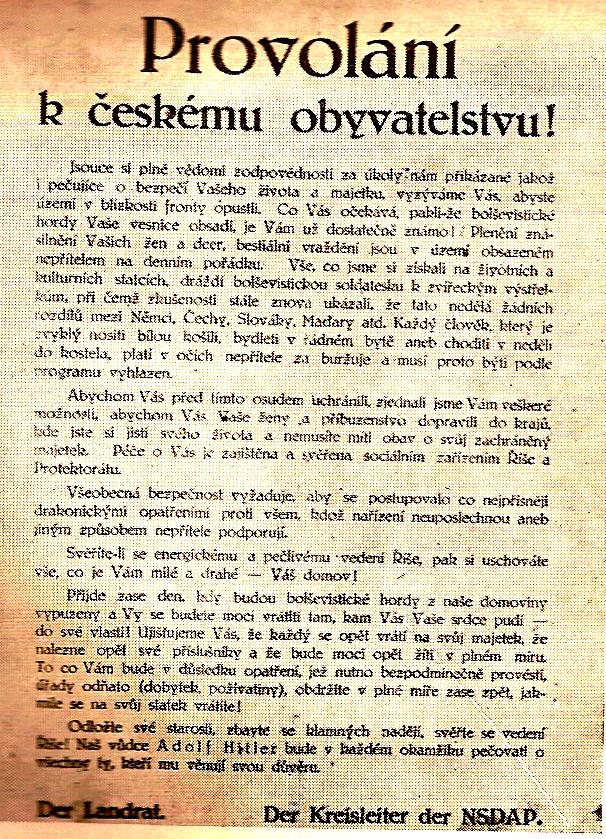 Provolání
k českému obyvatelstvu!
Jsouce si plně vědomi zodpovědnosti za úkoly nám přikázané jakož
i pečujíce o bezpečí Vašeho života a majetku, vyzýváme Vás, abyste
území v blízkosti fronty opustili. Co Vás očekává, pakli-že bolševistické
hordy Vaše vesnice obsadí, je Vám už dostatečně známo! Plenění zná-
silnění Vašich žen a dcer, bestiální vraždění jsou v území obsazeném
nepřítelem na denním pořádku. Vše, co jsme si získali na životních a
kulturních statcích, dráždí bolševistickou soldatesku k zvířeckým výstřel-
kům, při čemž zkušenosti stále znova ukázali, že tato nedělá žádných
rozdílů mezi Němci, Čechy, Slováky, Maďary atd. Každý člověk, který je
zvyklý nositi bílou košili, bydleti v řádném bytě aneb choditi v neděli
do kostela, platí v očích nepřítele za buržuje a musí proto býti podle
programu vyhlazen.
Abychom Vás před tímto osudem uchránili, zjednali jsme Vám veškeré
možnosti, abychom Vás Vaše ženy a příbuzenstvo dopravili do krajů,
kde jste si jisti svého života a nemusíte míti obav o svůj zachráněný
majetek. Péče o Vás je zajištěna a svěřena sociálním zařízením Říše a
Protektorátu.
Všeobecná bezpečnost vyžaduje, aby se postupovalo co nejpřísněji
drakonickými opatřeními proti všem, kdož nařízení neuposlechnou aneb
jiným způsobem nepřítele podporují.
Svěříte-li se energickému a pečlivému vedení Říše, pak si uschováte
vše, co je Vám milé a drahé — Váš domov!
Přijde zase den, kdy budou bolševistické hordy z naše domoviny
vypuzeny a Vy se budete moci vrátiti tam, kam Vás Vaše srdce pudí —
do své vlasti! Ujišťujeme Vás, že každý se opět vrátí na svůj majetek, že
nalezne opět své příslušníky a že bude moci opět žíti v plném míru.
To co Vám bude v důsledku opatření, jež nutno bezpodmínečně provésti,
úřady odňato (dobytek, poživatiny), obdržíte v plné míře zase zpět, jak-
mile se na svůj statek vrátíte!
Odložte své starosti, zbavte se klamných nadějí, svěřte se vedení
Říše! Náš vůdce Adolf Hitler bude v každém okamžiku pečovati o
všechny ty, kteří mu věnují svou důvěru.
Der Landrat. Der Kreisleiter der NSDAP.